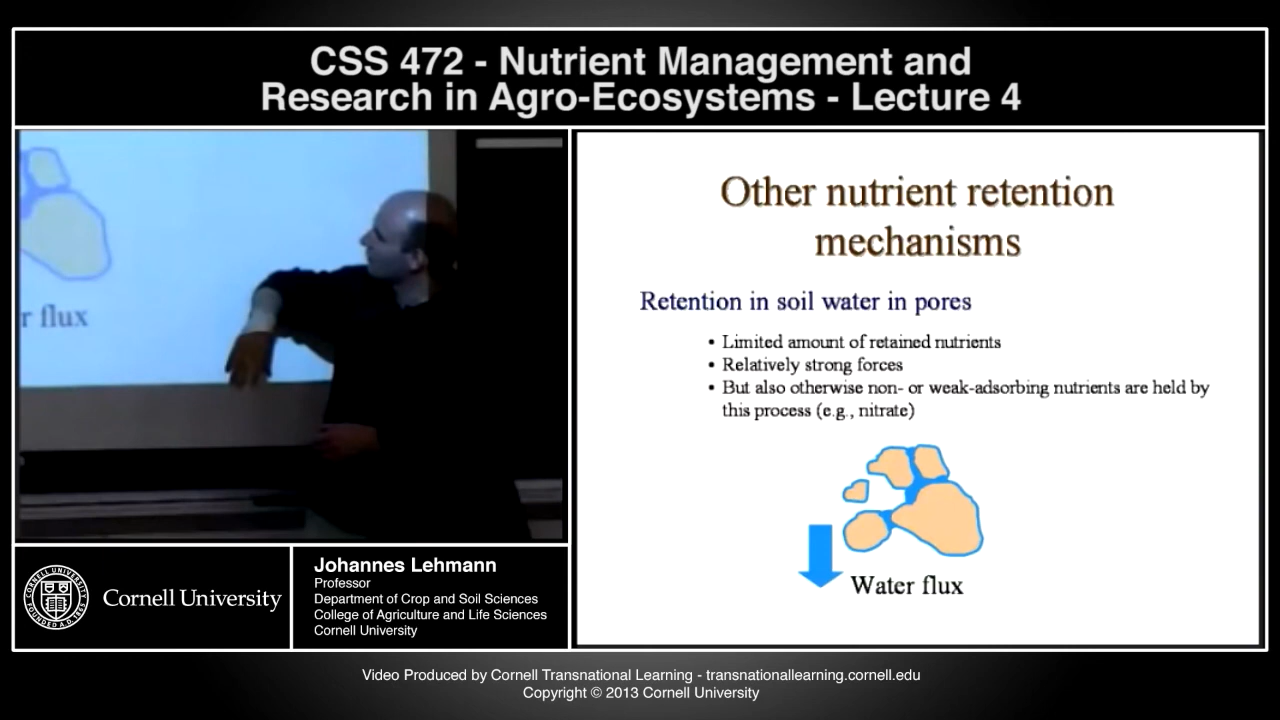 CSS 472 - Nutrient Management and
Research in Agro-Ecosystems - Lecture 4
r flux
Other nutrient retention
mechanisms
Retention in soil water in pores
• Limited amount of retained nutrients
• Relatively strong forces
• But also otherwise non- or weak-adsorbing nutrients are held by
this process (e.g., nitrate)
Water flux
CORNELL UNIVERSITY
FOUNDED A.D. 1865
Cornell University
Johannes Lehmann
Professor
Department of Crop and Soil Sciences
College of Agriculture and Life Sciences
Cornell University
Video Produced by Cornell Transnational Learning - transnationallearning.cornell.edu
Copyright © 2013 Cornell University